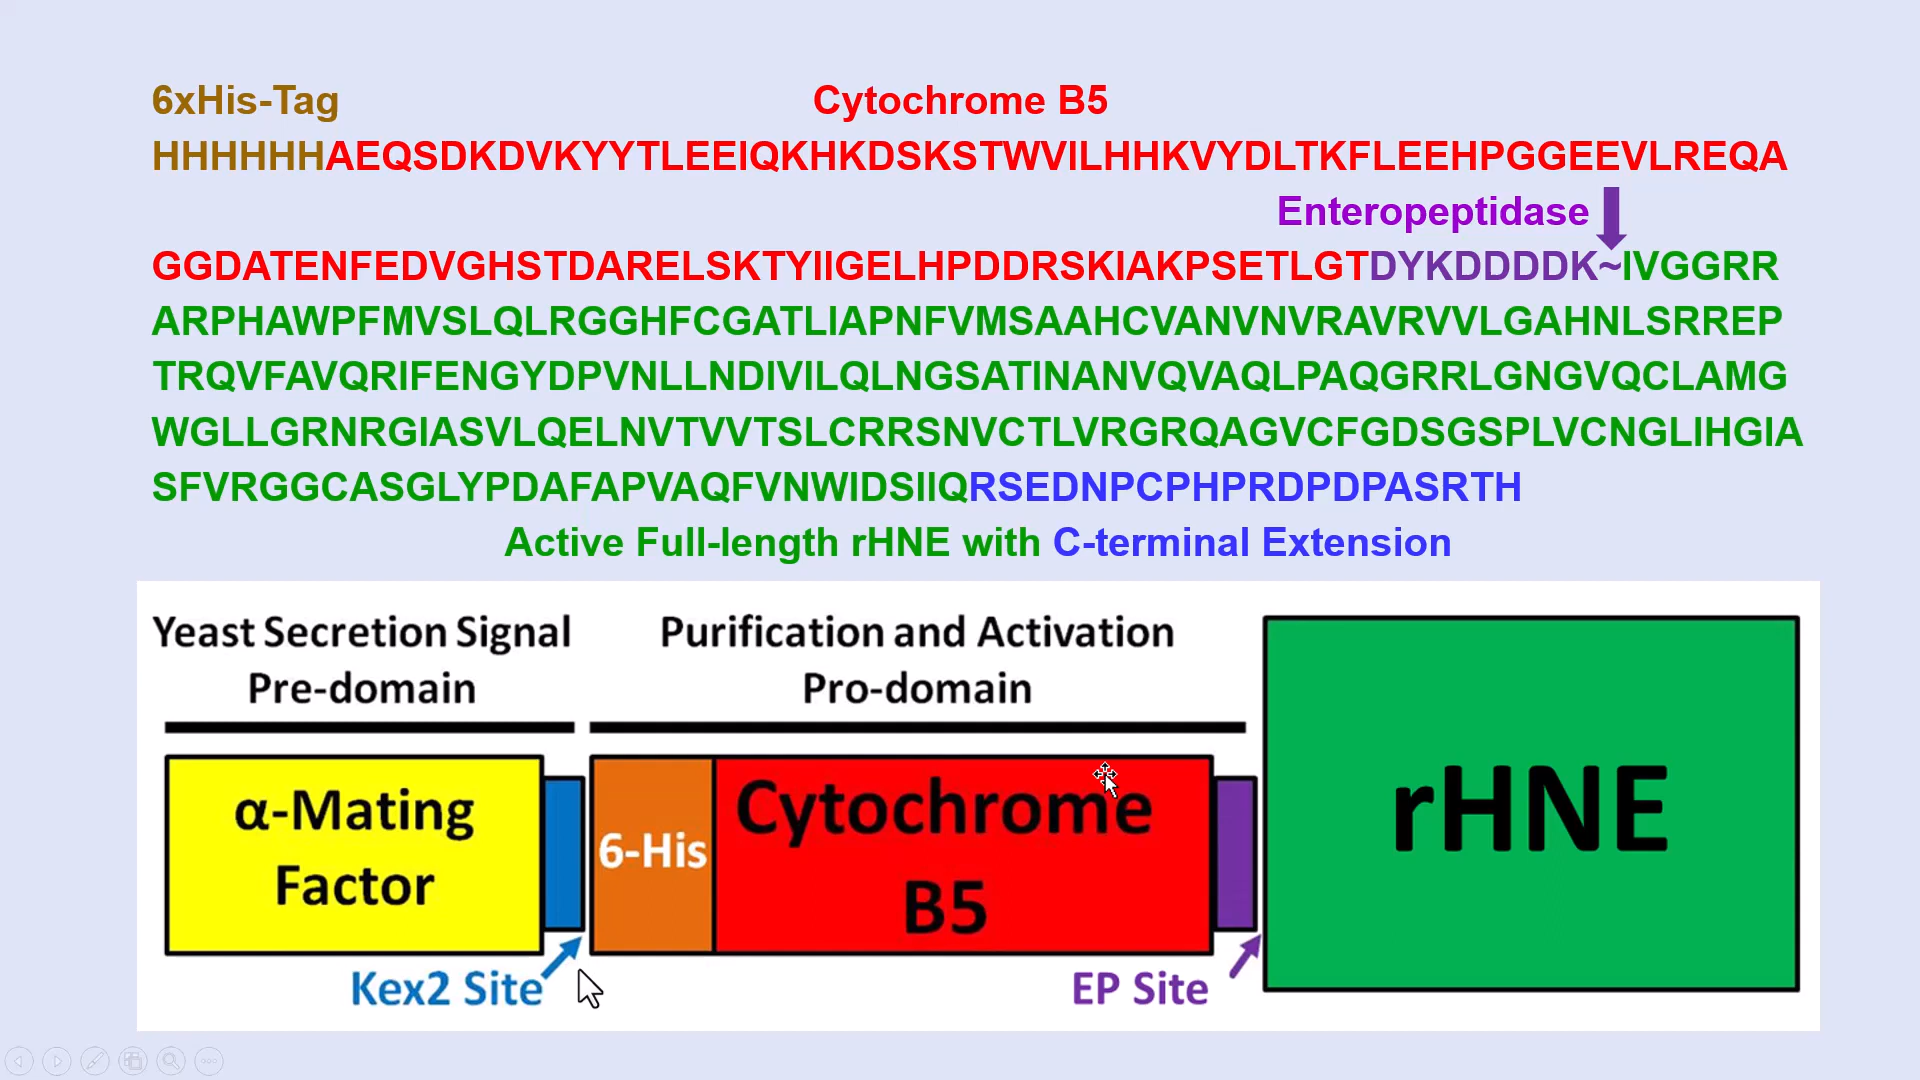 6xHis-Tag Cytochrome B5
HHHHHHAEQSDKDVKYYTLEEIQKHKDSKSTWVILHHKVYDLTKFLEEHPGGEEVLREQA
Enteropeptidase
GGDATENFEDVGHSTDARELSKTYIIGELHPDDRSKIAKPSETLGTDYKDDDDK~IVGGRR
ARPHAWPFMVSLQLRGGHFCGATLIAPNFVMSAAHCVANVNVRAVRVVLGAHNLSRREP
TRQVFAVQRIFENGYDPVNLLNDIVILQLNGSATINANVQVAQLPAQGRRLGNGVQCLAMG
WGLLGRNRGIASVLQELNVTVVTSLCRRSNVCTLVRGRQAGVCFGDSGSPLVCNGLIHGIA
SFVRGGCASGLYPDAFAPVAQFVNWIDSIIQRSEDNPCPHPRDPDPASRTH
Active Full-length rHNE with C-terminal Extension
Yeast Secretion Signal
Pre-domain
Purification and Activation
Pro-domain
α-Mating
Factor
6-His
Cytochrome
B5
rHNE
Kex2 Site
EP Site